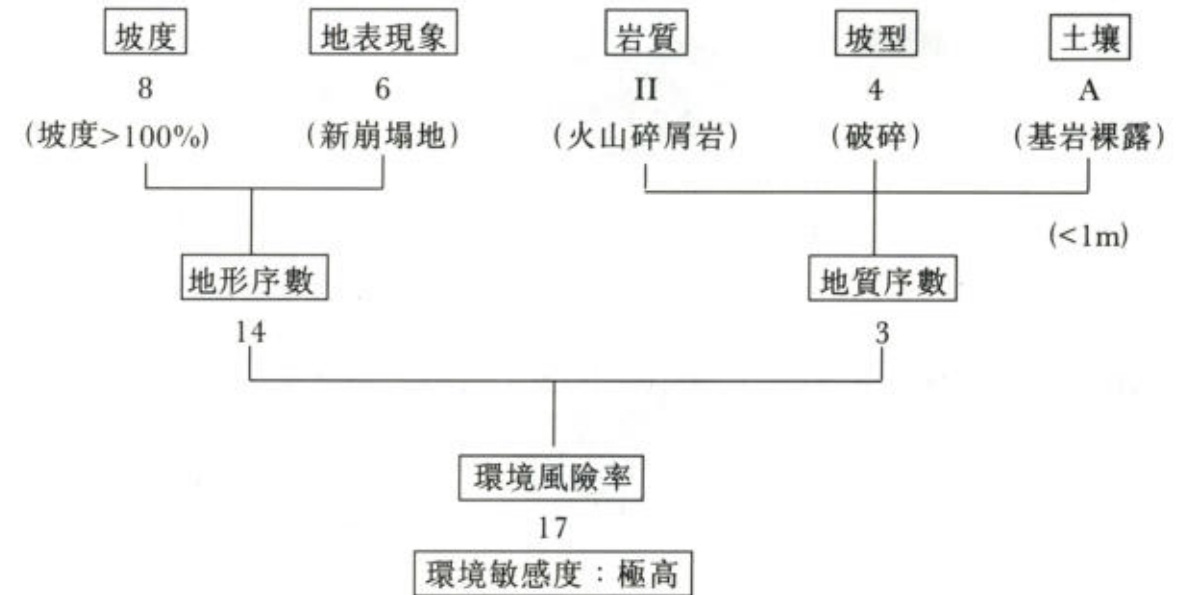 坡度 地表現象 岩質 坡型 土壤
8 6 II 4 A
(坡度>100%) (新崩塌地) (火山碎屑岩) (破碎) (基岩裸露)
(<1m)
地形序數 地質序數
14 3
環境風險率
17
環境敏感度：極高